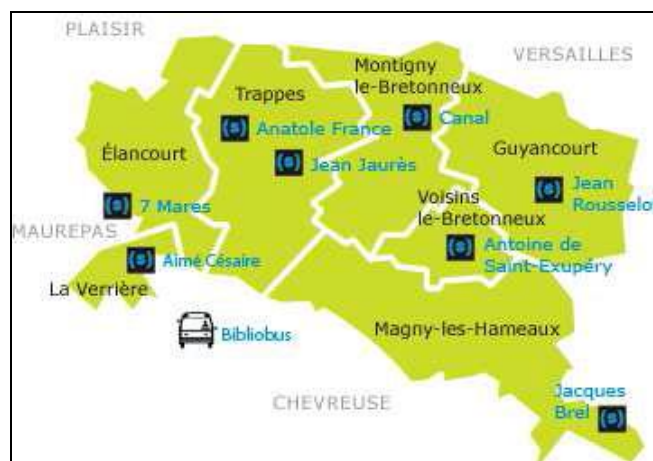 PLAISIR
VERSAILLES
Montigny
le-Bretonneux
Trappes
Canal
Anatole France
Guyancourt
Élancourt
Jean Jaurès
Jean
Rousselot
7 Mares
Voisins
le-Bretonneux
MAUREPAS
Antoine de
Saint-Exupéry
Aimé Césaire
La Verrière
Bibliobus
Magny-les-Hameaux
Jacques
Brel
CHEVREUSE